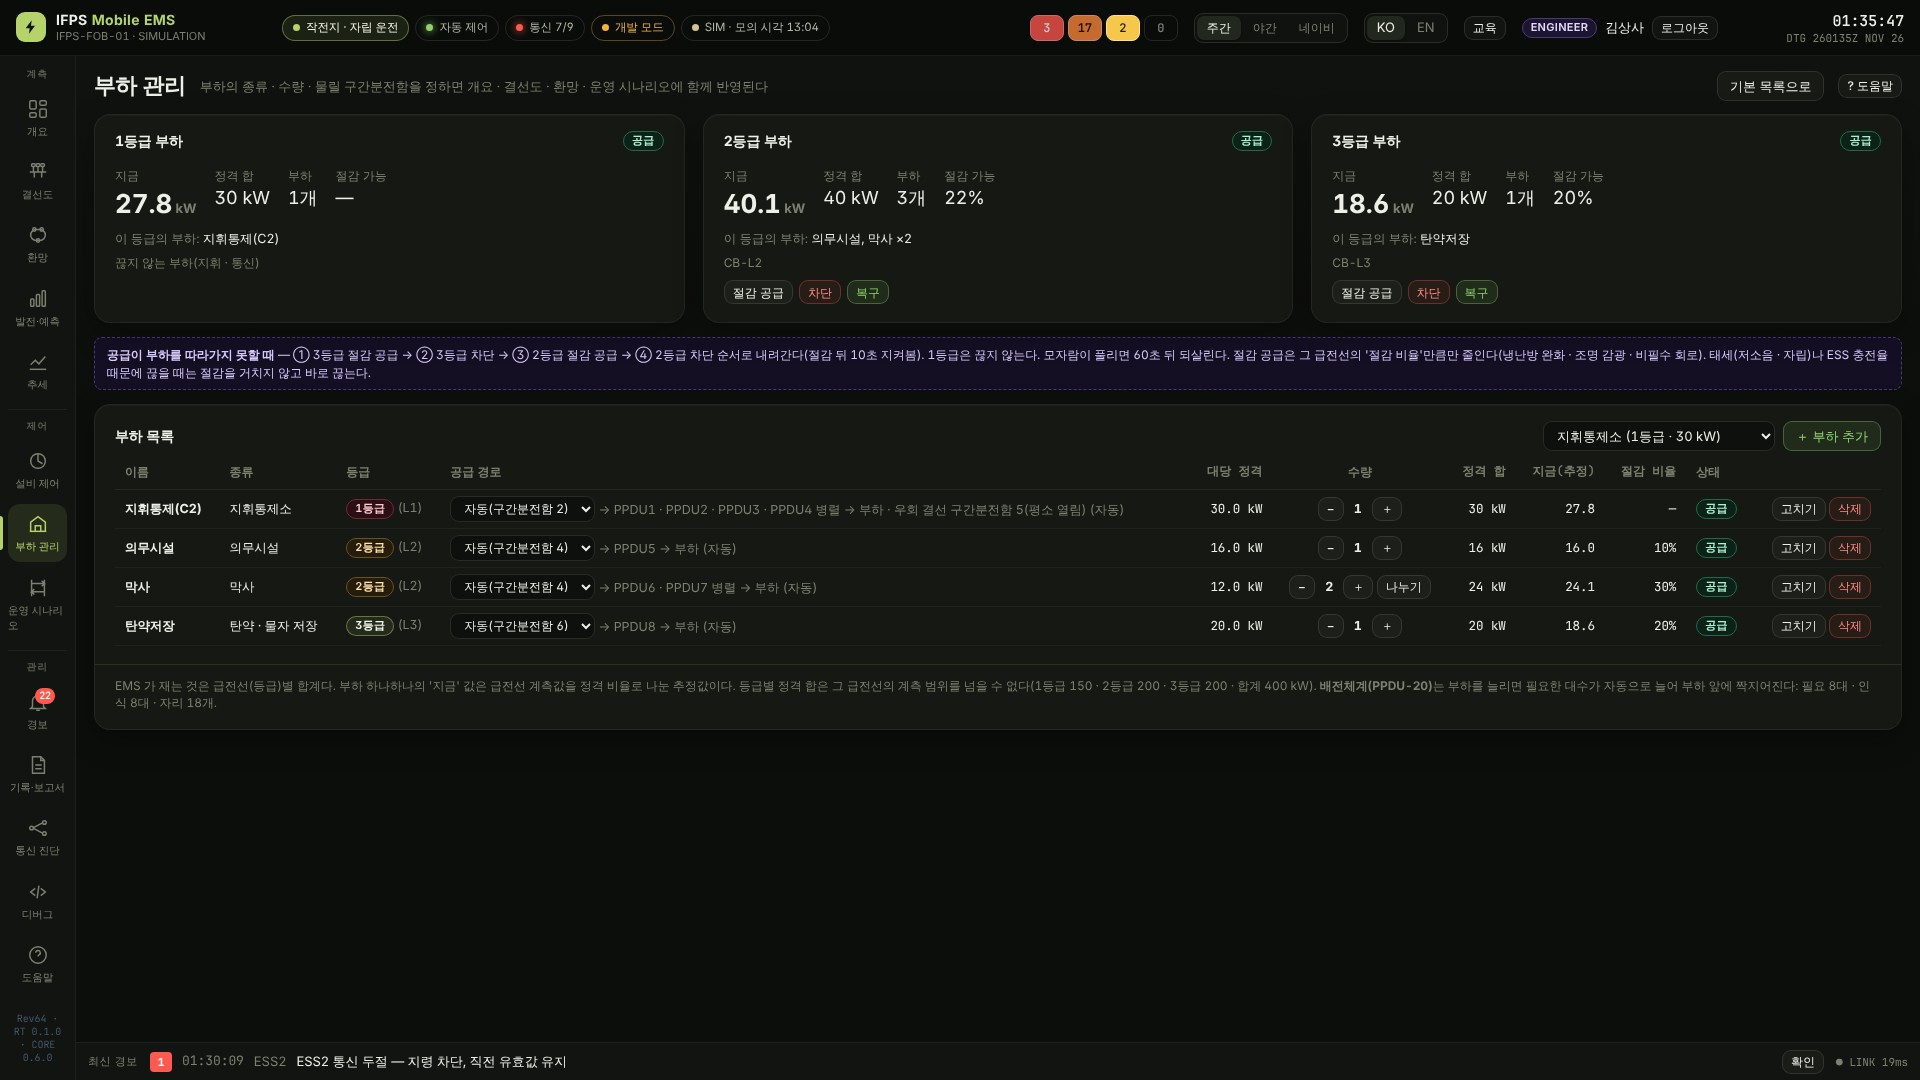 IFPS Mobile EMS
IFPS-FOB-01 · SIMULATION
작전지 · 자립 운전
자동 제어
통신 7/9
개발 모드
SIM · 모의 시각 13:04
3
17
2
0
주간
야간
네이비
KO
EN
교육
ENGINEER
김상사
로그아웃
01:35:47
DTG 260135Z NOV 26
계측
개요
결선도
환망
발전·예측
추세
제어
설비 제어
부하 관리
운영 시나리
오
관리
22
경보
기록·보고서
통신 진단
디버그
도움말
Rev64 ·
RT 0.1.0
· CORE
0.6.0
부하 관리
부하의 종류 · 수량 · 물릴 구간분전함을 정하면 개요 · 결선도 · 환망 · 운영 시나리오에 함께 반영된다
기본 목록으로
? 도움말
1등급 부하
공급
지금
정격 합
부하
절감 가능
27.8 kW
30 kW
1개
—
이 등급의 부하: 지휘통제(C2)
끊지 않는 부하(지휘 · 통신)
2등급 부하
공급
지금
정격 합
부하
절감 가능
40.1 kW
40 kW
3개
22%
이 등급의 부하: 의무시설, 막사 ×2
CB-L2
절감 공급
차단
복구
3등급 부하
공급
지금
정격 합
부하
절감 가능
18.6 kW
20 kW
1개
20%
이 등급의 부하: 탄약저장
CB-L3
절감 공급
차단
복구
공급이 부하를 따라가지 못할 때 — ① 3등급 절감 공급 → ② 3등급 차단 → ③ 2등급 절감 공급 → ④ 2등급 차단 순서로 내려간다(절감 뒤 10초 지켜봄). 1등급은 끊지 않는다. 모자람이 풀리면 60초 뒤 되살린다. 절감 공급은 그 급전선의 '절감 비율'만큼만 줄인다(냉난방 완화 · 조명 감광 · 비필수 회로). 태세(저소음 · 자립)나 ESS 충전율
때문에 끊을 때는 절감을 거치지 않고 바로 끊는다.
부하 목록
지휘통제소 (1등급 · 30 kW)
+ 부하 추가
이름 종류 등급 공급 경로 대당 정격 수량 정격 합 지금(추정) 절감 비율 상태
지휘통제(C2) 지휘통제소 1등급 (L1) 자동(구간분전함 2) → PPDU1 · PPDU2 · PPDU3 · PPDU4 병렬 → 부하 · 우회 결선 구간분전함 5(평소 열림) (자동) 30.0 kW − 1 + 30 kW 27.8 — 공급 고치기 삭제
의무시설 의무시설 2등급 (L2) 자동(구간분전함 4) → PPDU5 → 부하 (자동) 16.0 kW − 1 + 16 kW 16.0 10% 공급 고치기 삭제
막사 막사 2등급 (L2) 자동(구간분전함 4) → PPDU6 · PPDU7 병렬 → 부하 (자동) 12.0 kW − 2 + 나누기 24 kW 24.1 30% 공급 고치기 삭제
탄약저장 탄약 · 물자 저장 3등급 (L3) 자동(구간분전함 6) → PPDU8 → 부하 (자동) 20.0 kW − 1 + 20 kW 18.6 20% 공급 고치기 삭제
EMS 가 재는 것은 급전선(등급)별 합계다. 부하 하나하나의 '지금' 값은 급전선 계측값을 정격 비율로 나눈 추정값이다. 등급별 정격 합은 그 급전선의 계측 범위를 넘을 수 없다(1등급 150 · 2등급 200 · 3등급 200 · 합계 400 kW). 배전체계(PPDU-20)는 부하를 늘리면 필요한 대수가 자동으로 늘어 부하 앞에 짝지어진다: 필요 8대 · 인
식 8대 · 자리 18개.
최신 경보
1
01:30:09
ESS2
ESS2 통신 두절 — 지령 차단, 직전 유효값 유지
확인
LINK 19ms